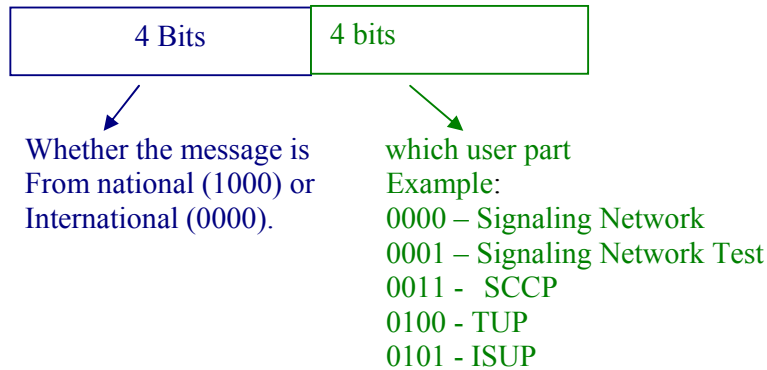 4 Bits
4 bits
Whether the message is
From national (1000) or
International (0000).
which user part
Example:
0000 – Signaling Network
0001 – Signaling Network Test
0011 - SCCP
0100 - TUP
0101 - ISUP